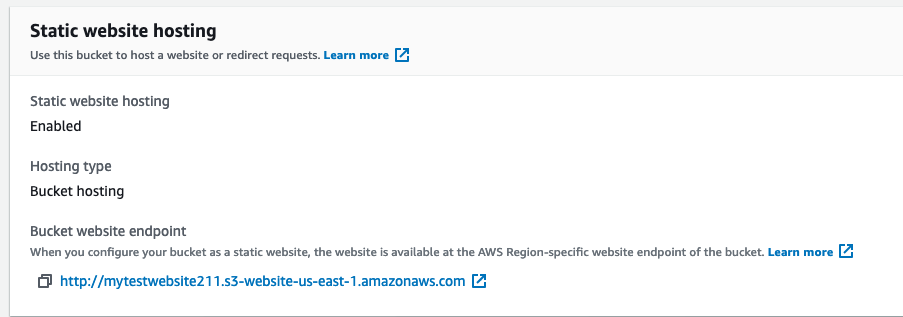 Static website hosting
Use this bucket to host a website or redirect requests. Learn more
Static website hosting
Enabled
Hosting type
Bucket hosting
Bucket website endpoint
When you configure your bucket as a static website, the website is available at the AWS Region-specific website endpoint of the bucket. Learn more
http://mytestwebsite211.s3-website-us-east-1.amazonaws.com